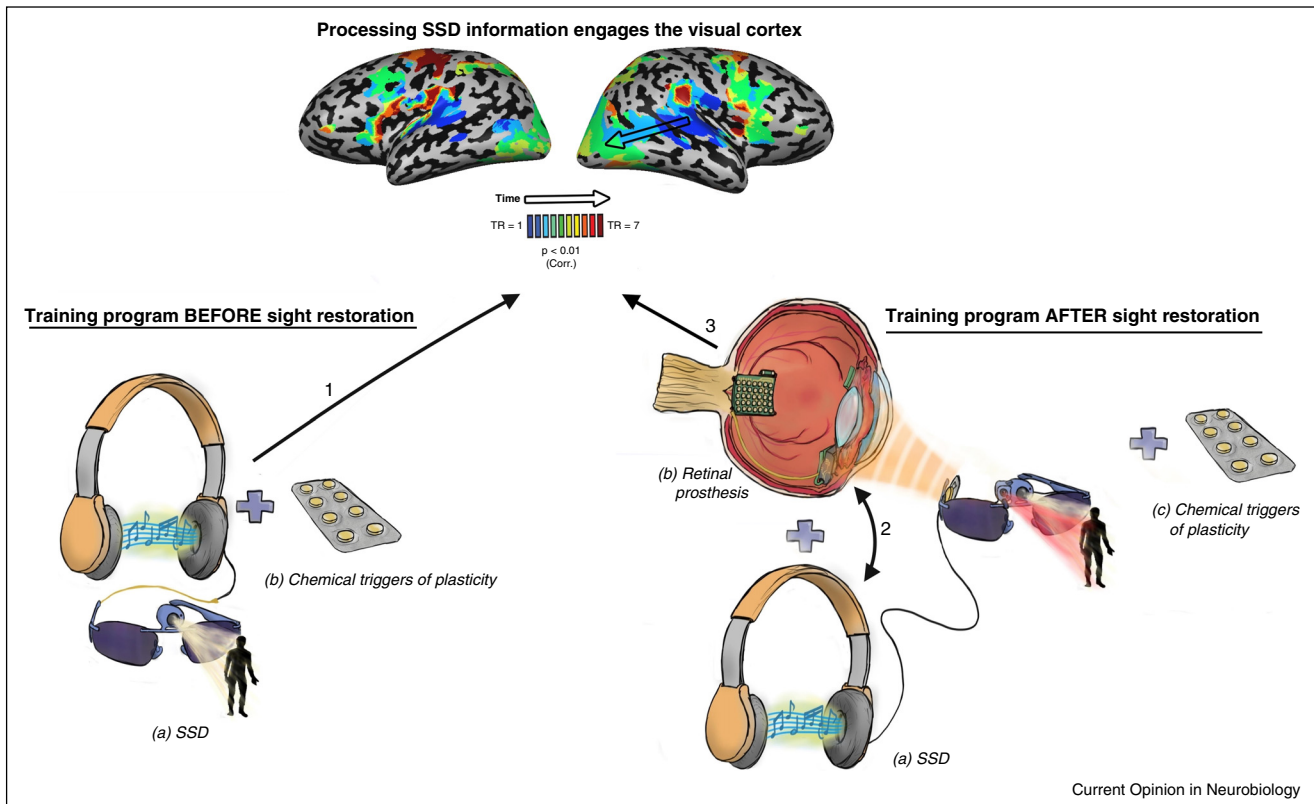 Processing SSD information engages the visual cortex
Time
TR = 1
TR = 7
p < 0.01
(Corr.)
Training program BEFORE sight restoration
1
(b) Chemical triggers of plasticity
(a) SSD
Training program AFTER sight restoration
3
(b) Retinal
prosthesis
2
(c) Chemical triggers
of plasticity
(a) SSD
Current Opinion in Neurobiology